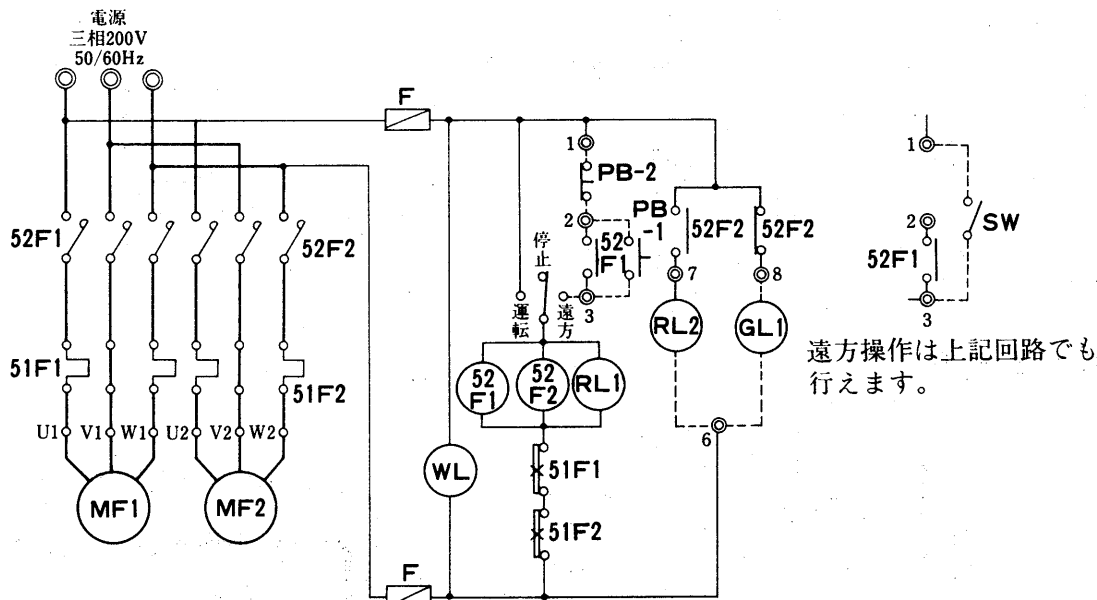 電源
三相200V
50/60Hz
F
1
PB-2
2
PB
-1
52
F1
3
停止
運転
遠方
52F2
52F2
7
8
RL2
GL1
6
52F1
52F2
51F1
51F2
U1
V1
W1
U2
V2
W2
MF1
MF2
52
F1
52
F2
RL1
WL
51F1
51F2
F
1
2
52F1
3
SW
遠方操作は上記回路でも
行えます。